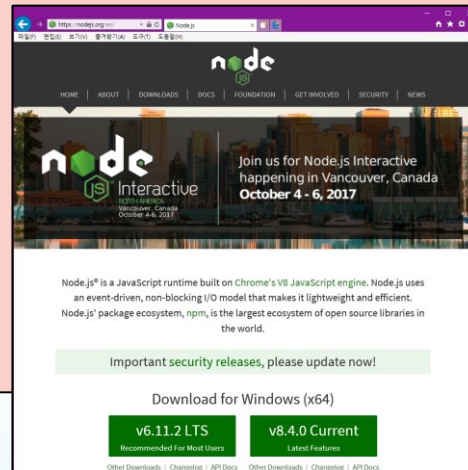 https://nodejs.org/en/
Node.js
파일(F) 편집(E) 보기(V) 즐겨찾기(A) 도구(T) 도움말(H)
node
JS
HOME | ABOUT | DOWNLOADS | DOCS | FOUNDATION | GET INVOLVED | SECURITY | NEWS
node
JS Interactive
NORTH AMERICA
Vancouver, Canada
October 4-6, 2017
Join us for Node.js Interactive
happening in Vancouver, Canada
October 4 - 6, 2017
Node.js® is a JavaScript runtime built on Chrome's V8 JavaScript engine. Node.js uses
an event-driven, non-blocking I/O model that makes it lightweight and efficient.
Node.js' package ecosystem, npm, is the largest ecosystem of open source libraries in
the world.
Important security releases, please update now!
Download for Windows (x64)
v6.11.2 LTS
Recommended For Most Users
v8.4.0 Current
Latest Features
Other Downloads | Changelog | API Docs
Other Downloads | Changelog | API Docs